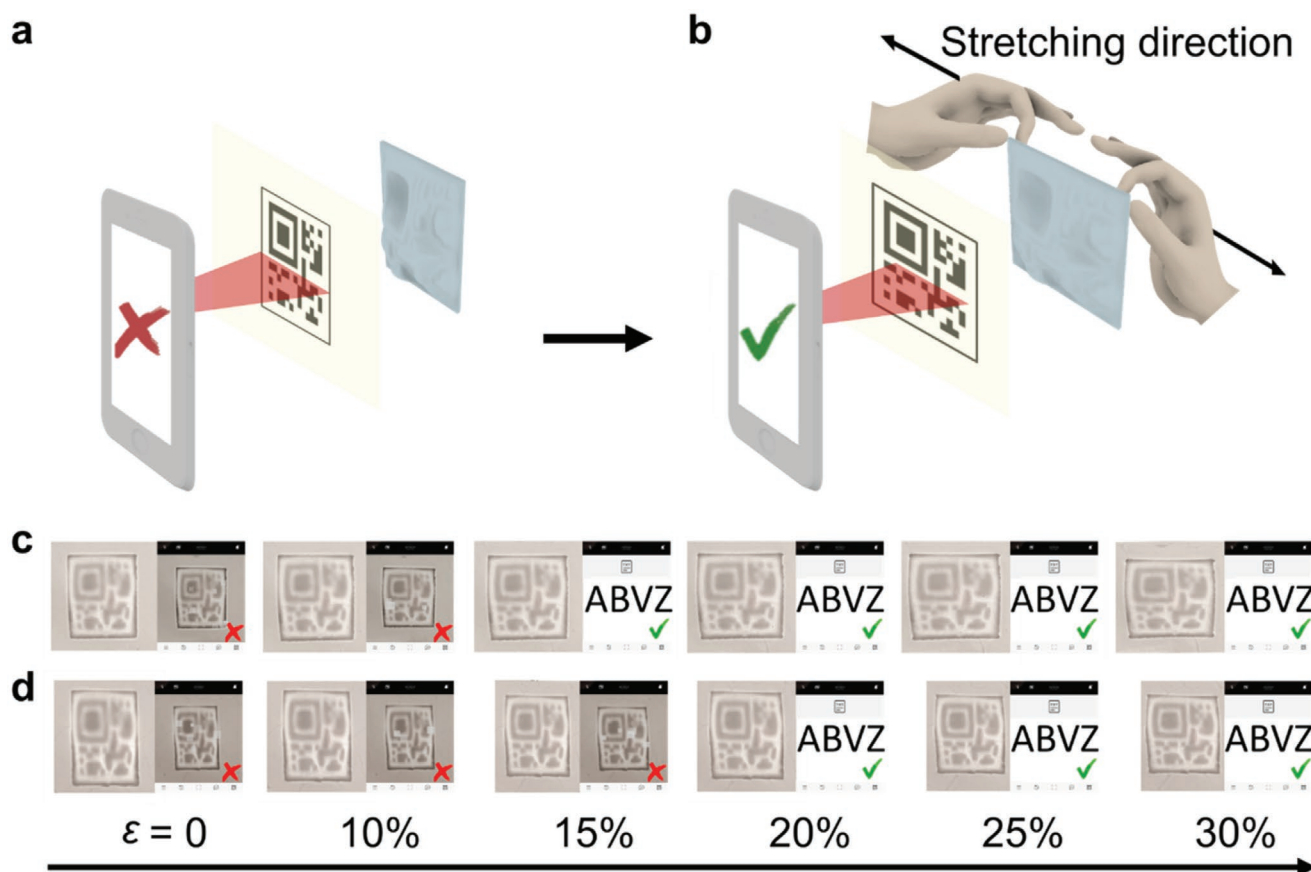 a
b
Stretching direction
c
ABVZ
ABVZ
ABVZ
ABVZ
d
ABVZ
ABVZ
ABVZ
ε = 0
10%
15%
20%
25%
30%